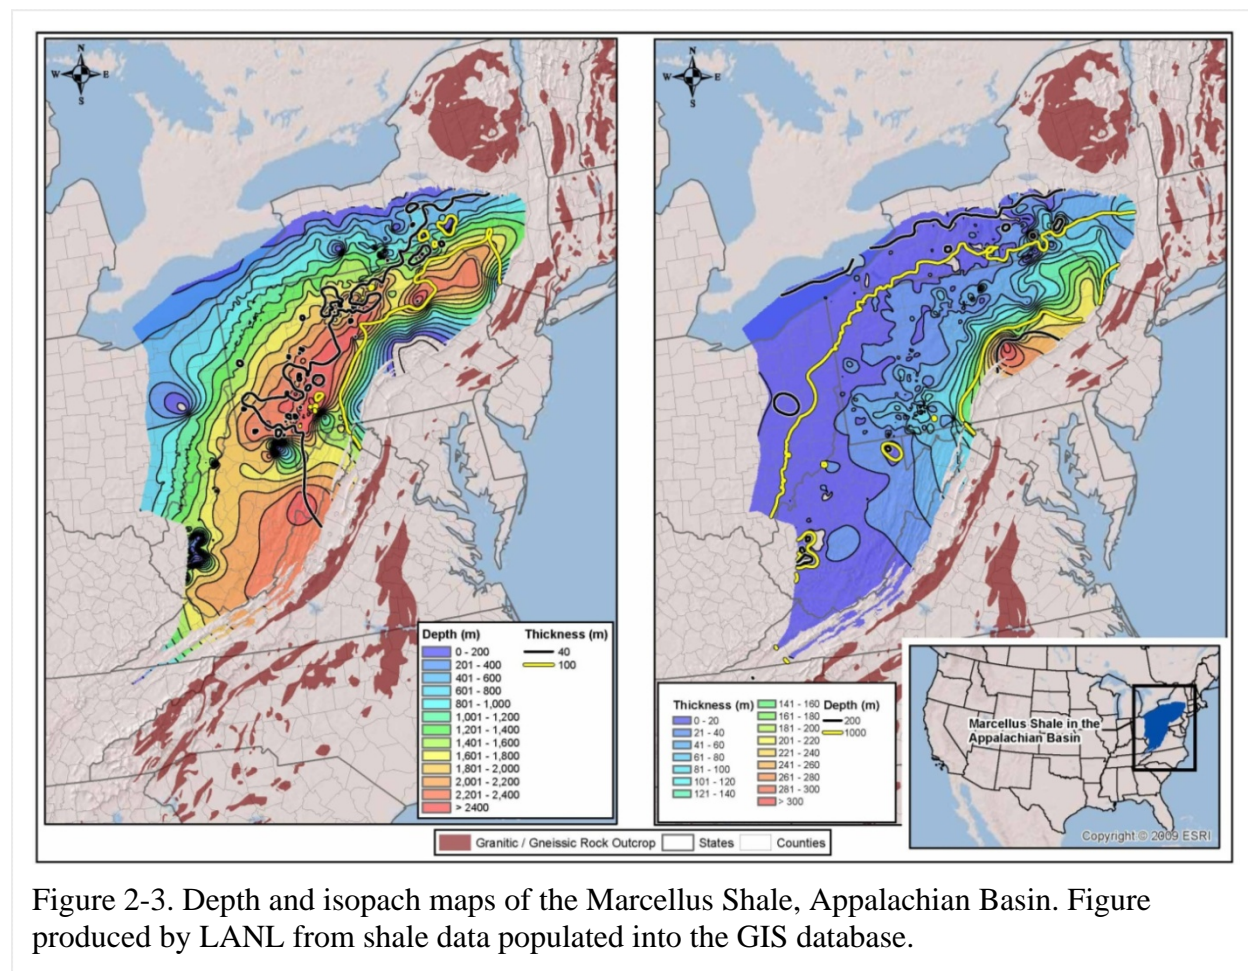 N
W E
S
N
W E
S
Depth (m)
0 - 200
201 - 400
401 - 600
601 - 800
801 - 1,000
1,001 - 1,200
1,201 - 1,400
1,401 - 1,600
1,601 - 1,800
1,801 - 2,000
2,001 - 2,200
2,201 - 2,400
> 2400
Thickness (m)
40
100
Thickness (m)
0 - 20
21 - 40
41 - 60
61 - 80
81 - 100
101 - 120
121 - 140
141 - 160
161 - 180
181 - 200
201 - 220
221 - 240
241 - 260
261 - 280
281 - 300
> 300
Depth (m)
200
1000
Marcellus Shale in the
Appalachian Basin
Copyright © 2009 ESRI
Granitic / Gneissic Rock Outcrop States Counties
Figure 2-3. Depth and isopach maps of the Marcellus Shale, Appalachian Basin. Figure
produced by LANL from shale data populated into the GIS database.